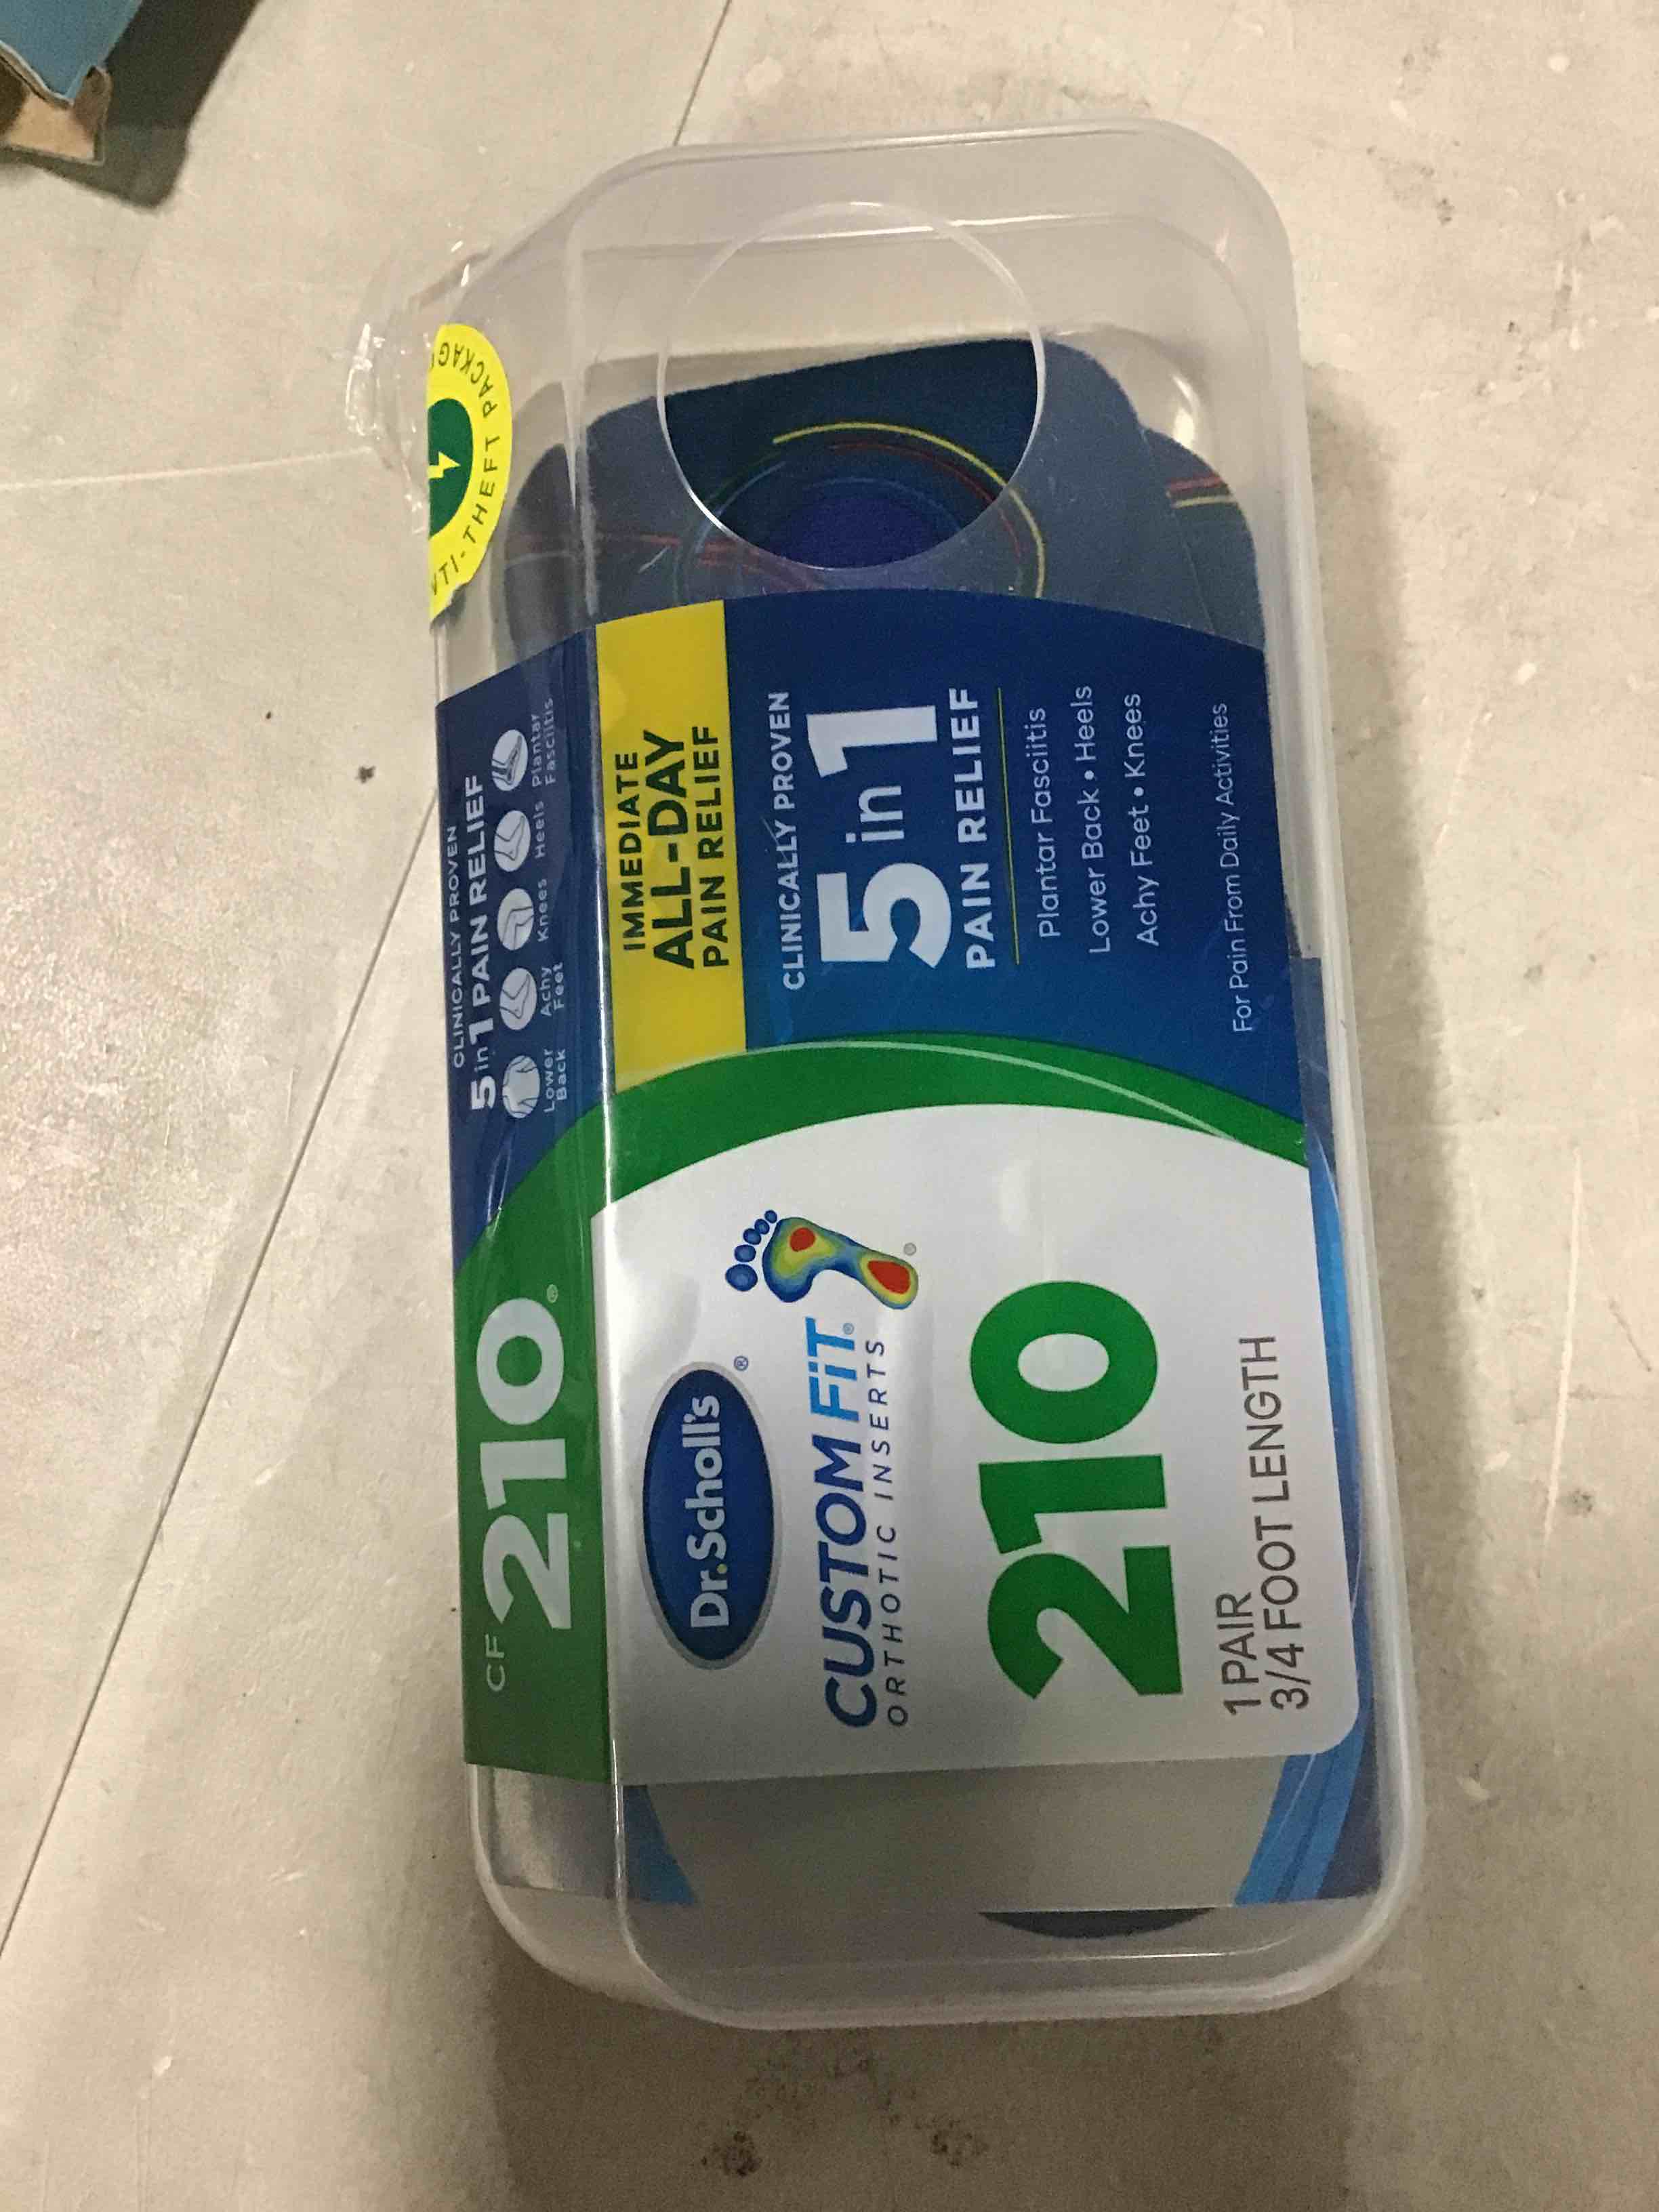 CF 210®
CLINICALLY PROVEN
5 in 1 PAIN RELIEF
Lower Back
Achy Feet
Knees
Heels
Plantar Fasciitis
Dr. Scholl's®
CUSTOM FiT®
ORTHOTIC INSERTS
®
210
1 PAIR
3/4 FOOT LENGTH
IMMEDIATE
ALL-DAY
PAIN RELIEF
CLINICALLY PROVEN
5 in 1
PAIN RELIEF
Plantar Fasciitis
Lower Back • Heels
Achy Feet • Knees
For Pain From Daily Activities
NTI-THEFT PACKAG